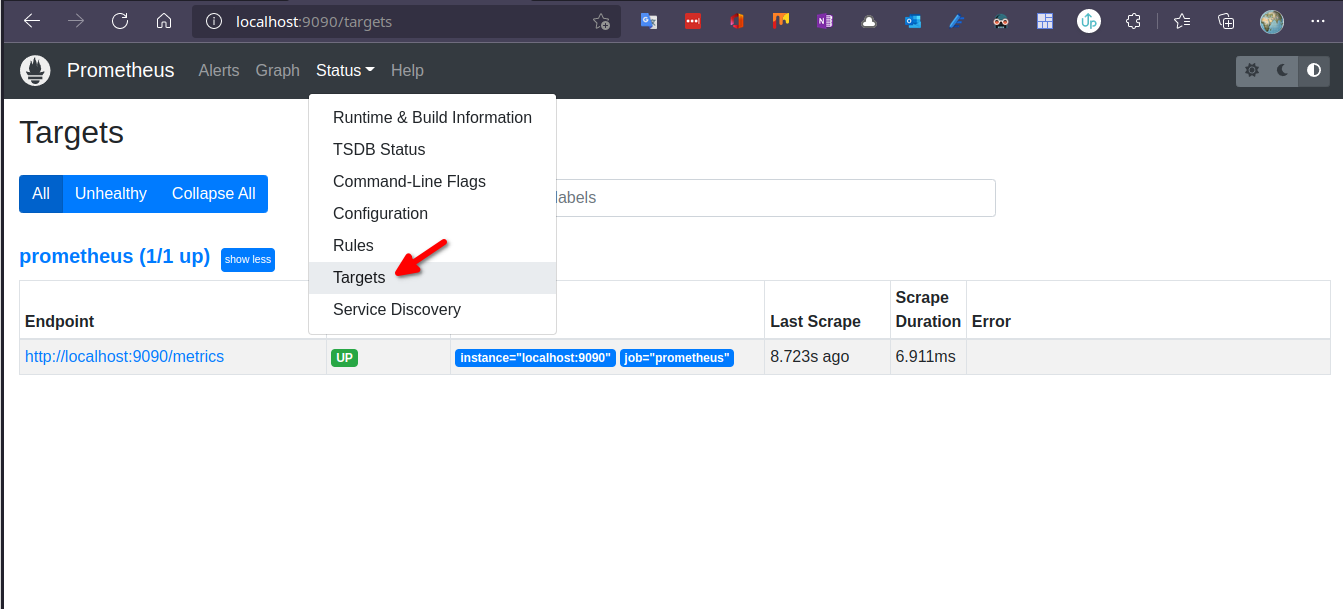 localhost:9090/targets
Prometheus Alerts Graph Status Help
Runtime & Build Information
TSDB Status
Command-Line Flags
Configuration
Rules
Targets
Service Discovery
Targets
All Unhealthy Collapse All
labels
prometheus (1/1 up) show less
Endpoint Last Scrape Scrape Duration Error
http://localhost:9090/metrics UP instance="localhost:9090" job="prometheus" 8.723s ago 6.911ms